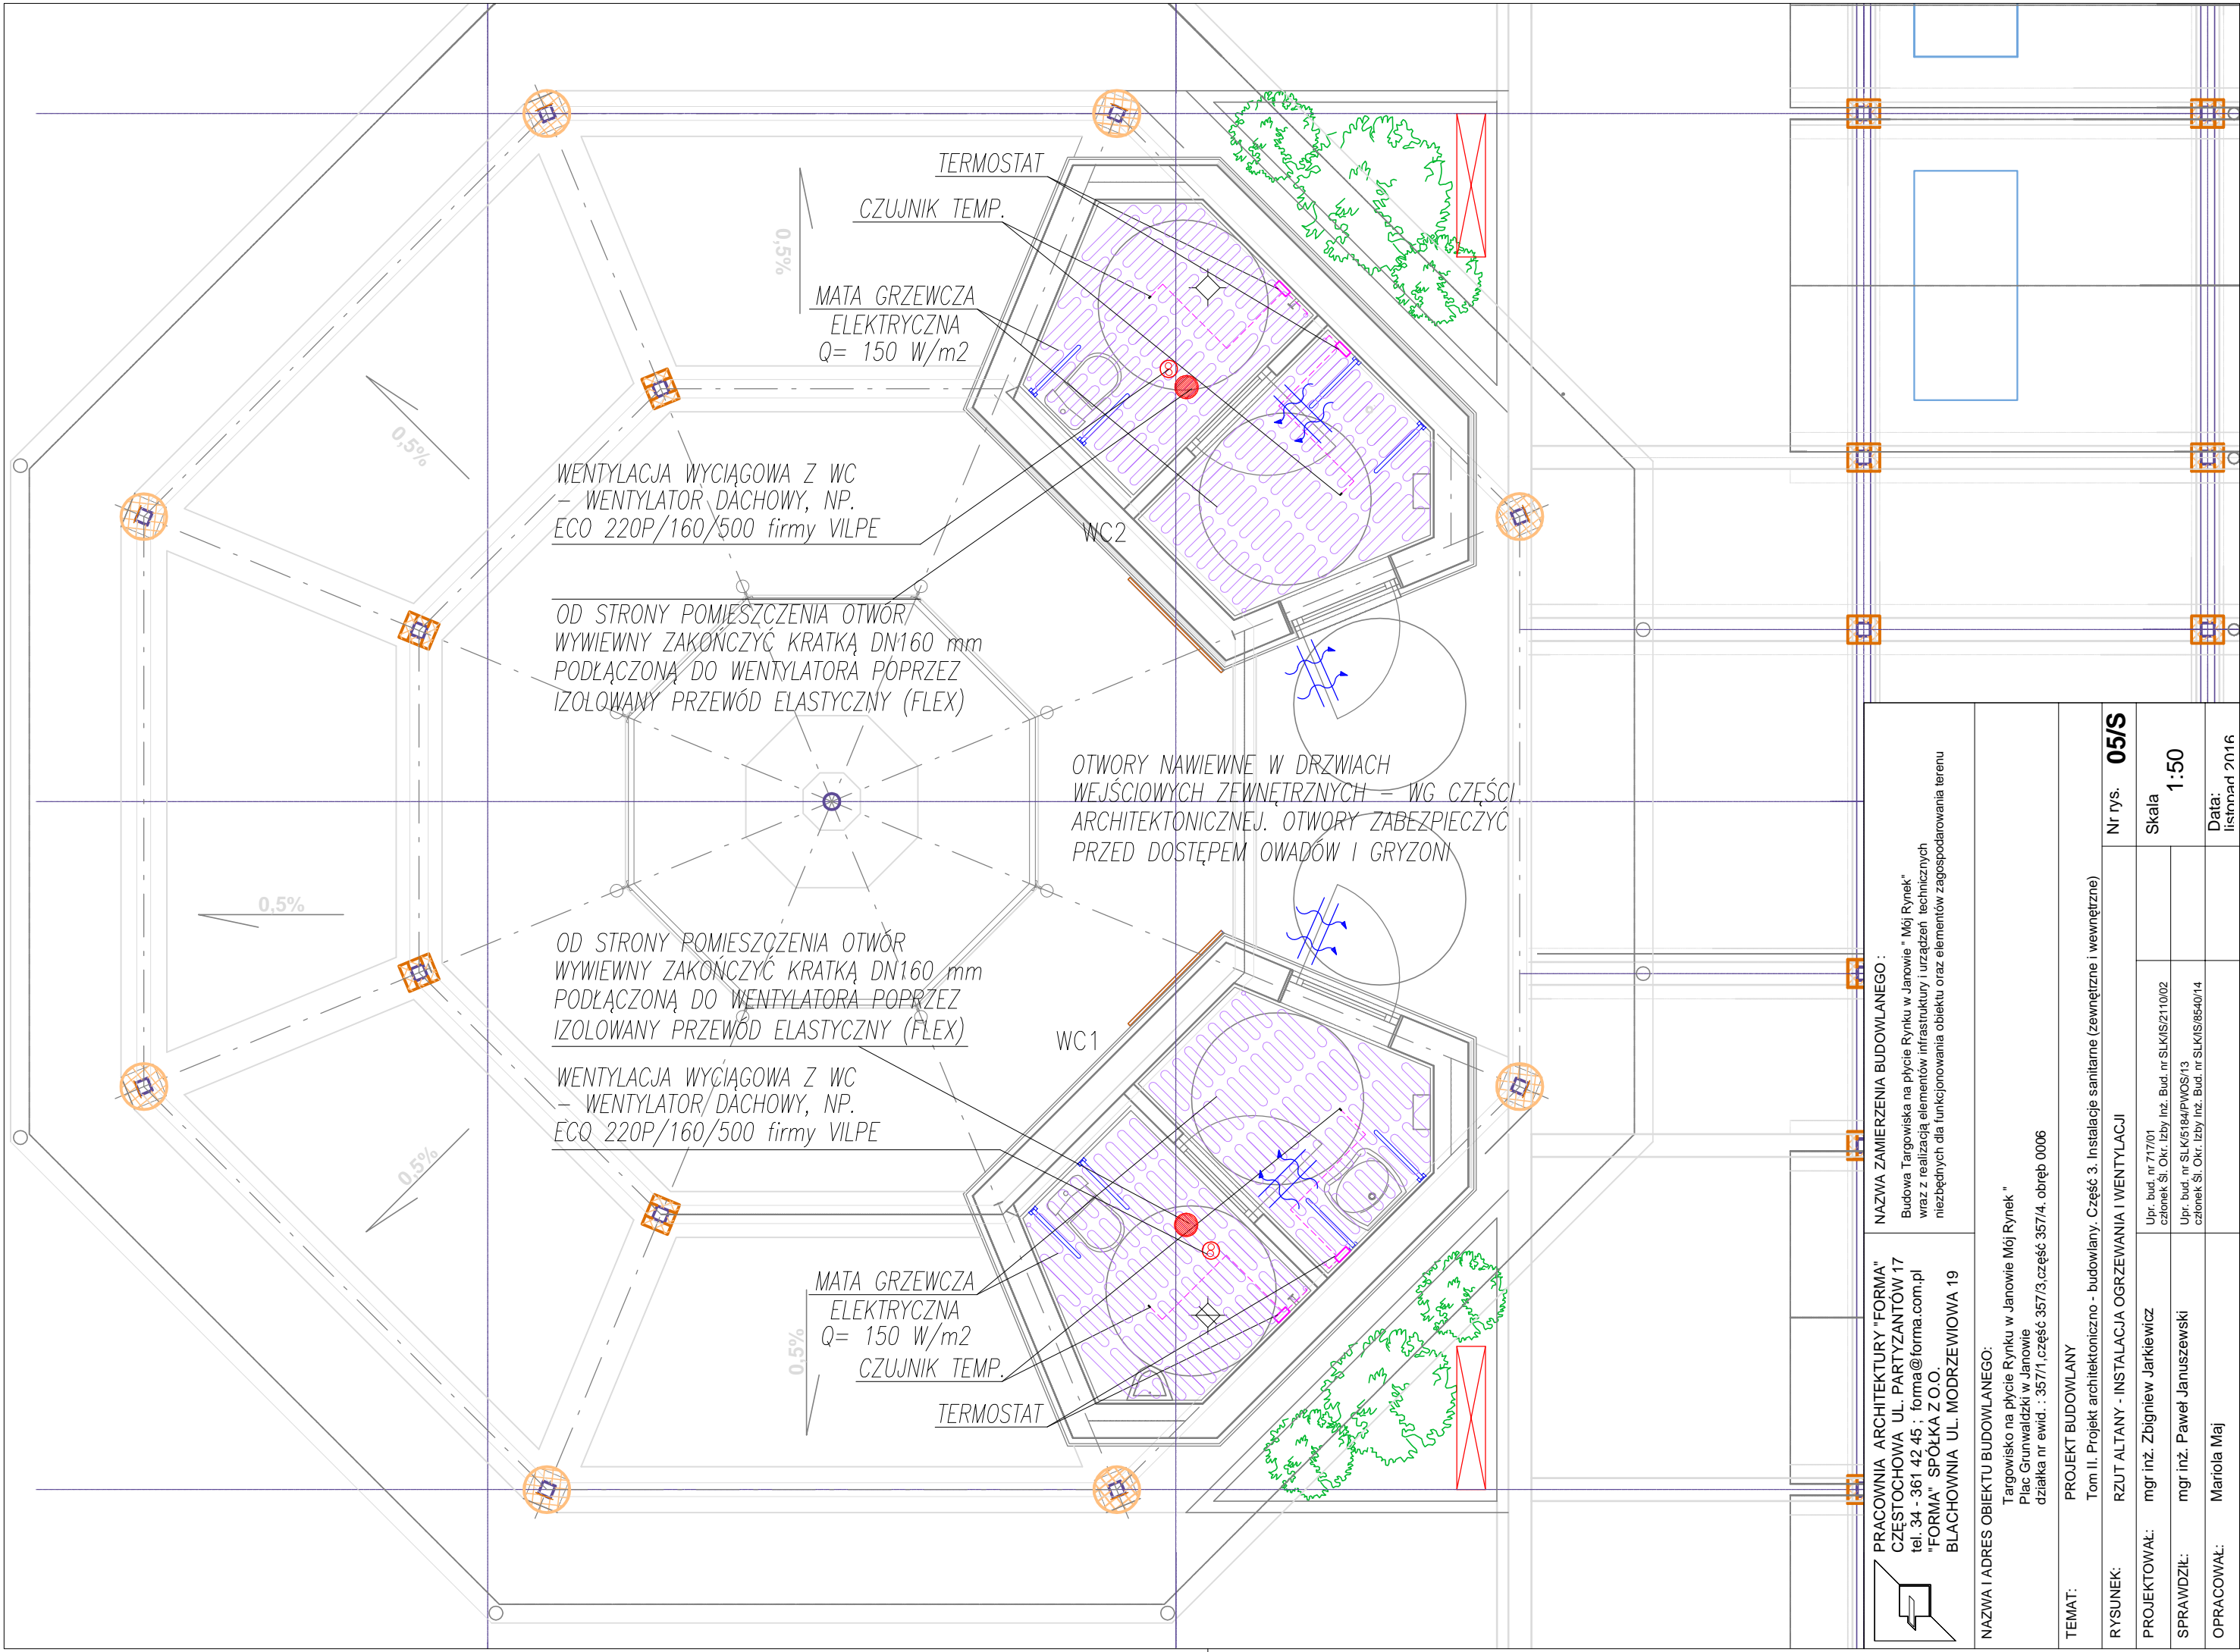 TERMOSTAT
CZUJNIK TEMP.
0,5%
MATA GRZEWCZA
ELEKTRYCZNA
Q= 150 W/m2
0,5%
WENTYLACJA WYCIĄGOWA Z WC
– WENTYLATOR DACHOWY, NP.
ECO 220P/160/500 firmy VILPE
WC2
OD STRONY POMIESZCZENIA OTWÓR
WYWIEWNY ZAKOŃCZYĆ KRATKĄ DN160 mm
PODŁĄCZONĄ DO WENTYLATORA POPRZEZ
IZOLOWANY PRZEWÓD ELASTYCZNY (FLEX)
OTWORY NAWIEWNE W DRZWIACH
WEJŚCIOWYCH ZEWNĘTRZNYCH – WG CZĘŚCI
ARCHITEKTONICZNEJ. OTWORY ZABEZPIECZYĆ
PRZED DOSTĘPEM OWADÓW I GRYZONI
0,5%
OD STRONY POMIESZCZENIA OTWÓR
WYWIEWNY ZAKOŃCZYĆ KRATKĄ DN160 mm
PODŁĄCZONĄ DO WENTYLATORA POPRZEZ
IZOLOWANY PRZEWÓD ELASTYCZNY (FLEX)
WC1
WENTYLACJA WYCIĄGOWA Z WC
– WENTYLATOR DACHOWY, NP.
ECO 220P/160/500 firmy VILPE
0,5%
MATA GRZEWCZA
ELEKTRYCZNA
Q= 150 W/m2
0,5%
CZUJNIK TEMP.
TERMOSTAT
PRACOWNIA ARCHITEKTURY "FORMA"
CZĘSTOCHOWA UL. PARTYZANTÓW 17
tel. 34 - 361 42 45 ; forma@forma.com.pl
"FORMA" SPÓŁKA Z O.O.
BLACHOWNIA UL. MODRZEWIOWA 19
NAZWA ZAMIERZENIA BUDOWLANEGO :
Budowa Targowiska na płycie Rynku w Janowie " Mój Rynek"
wraz z realizacją elementów infrastruktury i urządzeń technicznych
niezbędnych dla funkcjonowania obiektu oraz elementów zagospodarowania terenu
NAZWA I ADRES OBIEKTU BUDOWLANEGO:
Targowisko na płycie Rynku w Janowie Mój Rynek "
Plac Grunwaldzki w Janowie
działka nr ewid. : 357/1,część 357/3,część 357/4. obręb 0006
TEMAT: PROJEKT BUDOWLANY
Tom II. Projekt architektoniczno - budowlany. Część 3. Instalacje sanitarne (zewnętrzne i wewnętrzne)
RYSUNEK: RZUT ALTANY - INSTALACJA OGRZEWANIA I WENTYLACJI
Nr rys. 05/S
PROJEKTOWAŁ: mgr inż. Zbigniew Jarkiewicz
Upr. bud. nr 7177/01
członek Śl. Okr. Izby Inż. Bud. nr SLK/IS/2110/02
Skala
1:50
SPRAWDZIŁ: mgr inż. Paweł Januszewski
Upr. bud. nr SLK/5184/PWOS/13
członek Śl. Okr. Izby Inż. Bud. nr SLK/IS/8540/14
OPRACOWAŁ: Mariola Maj
Data:
listopad 2016